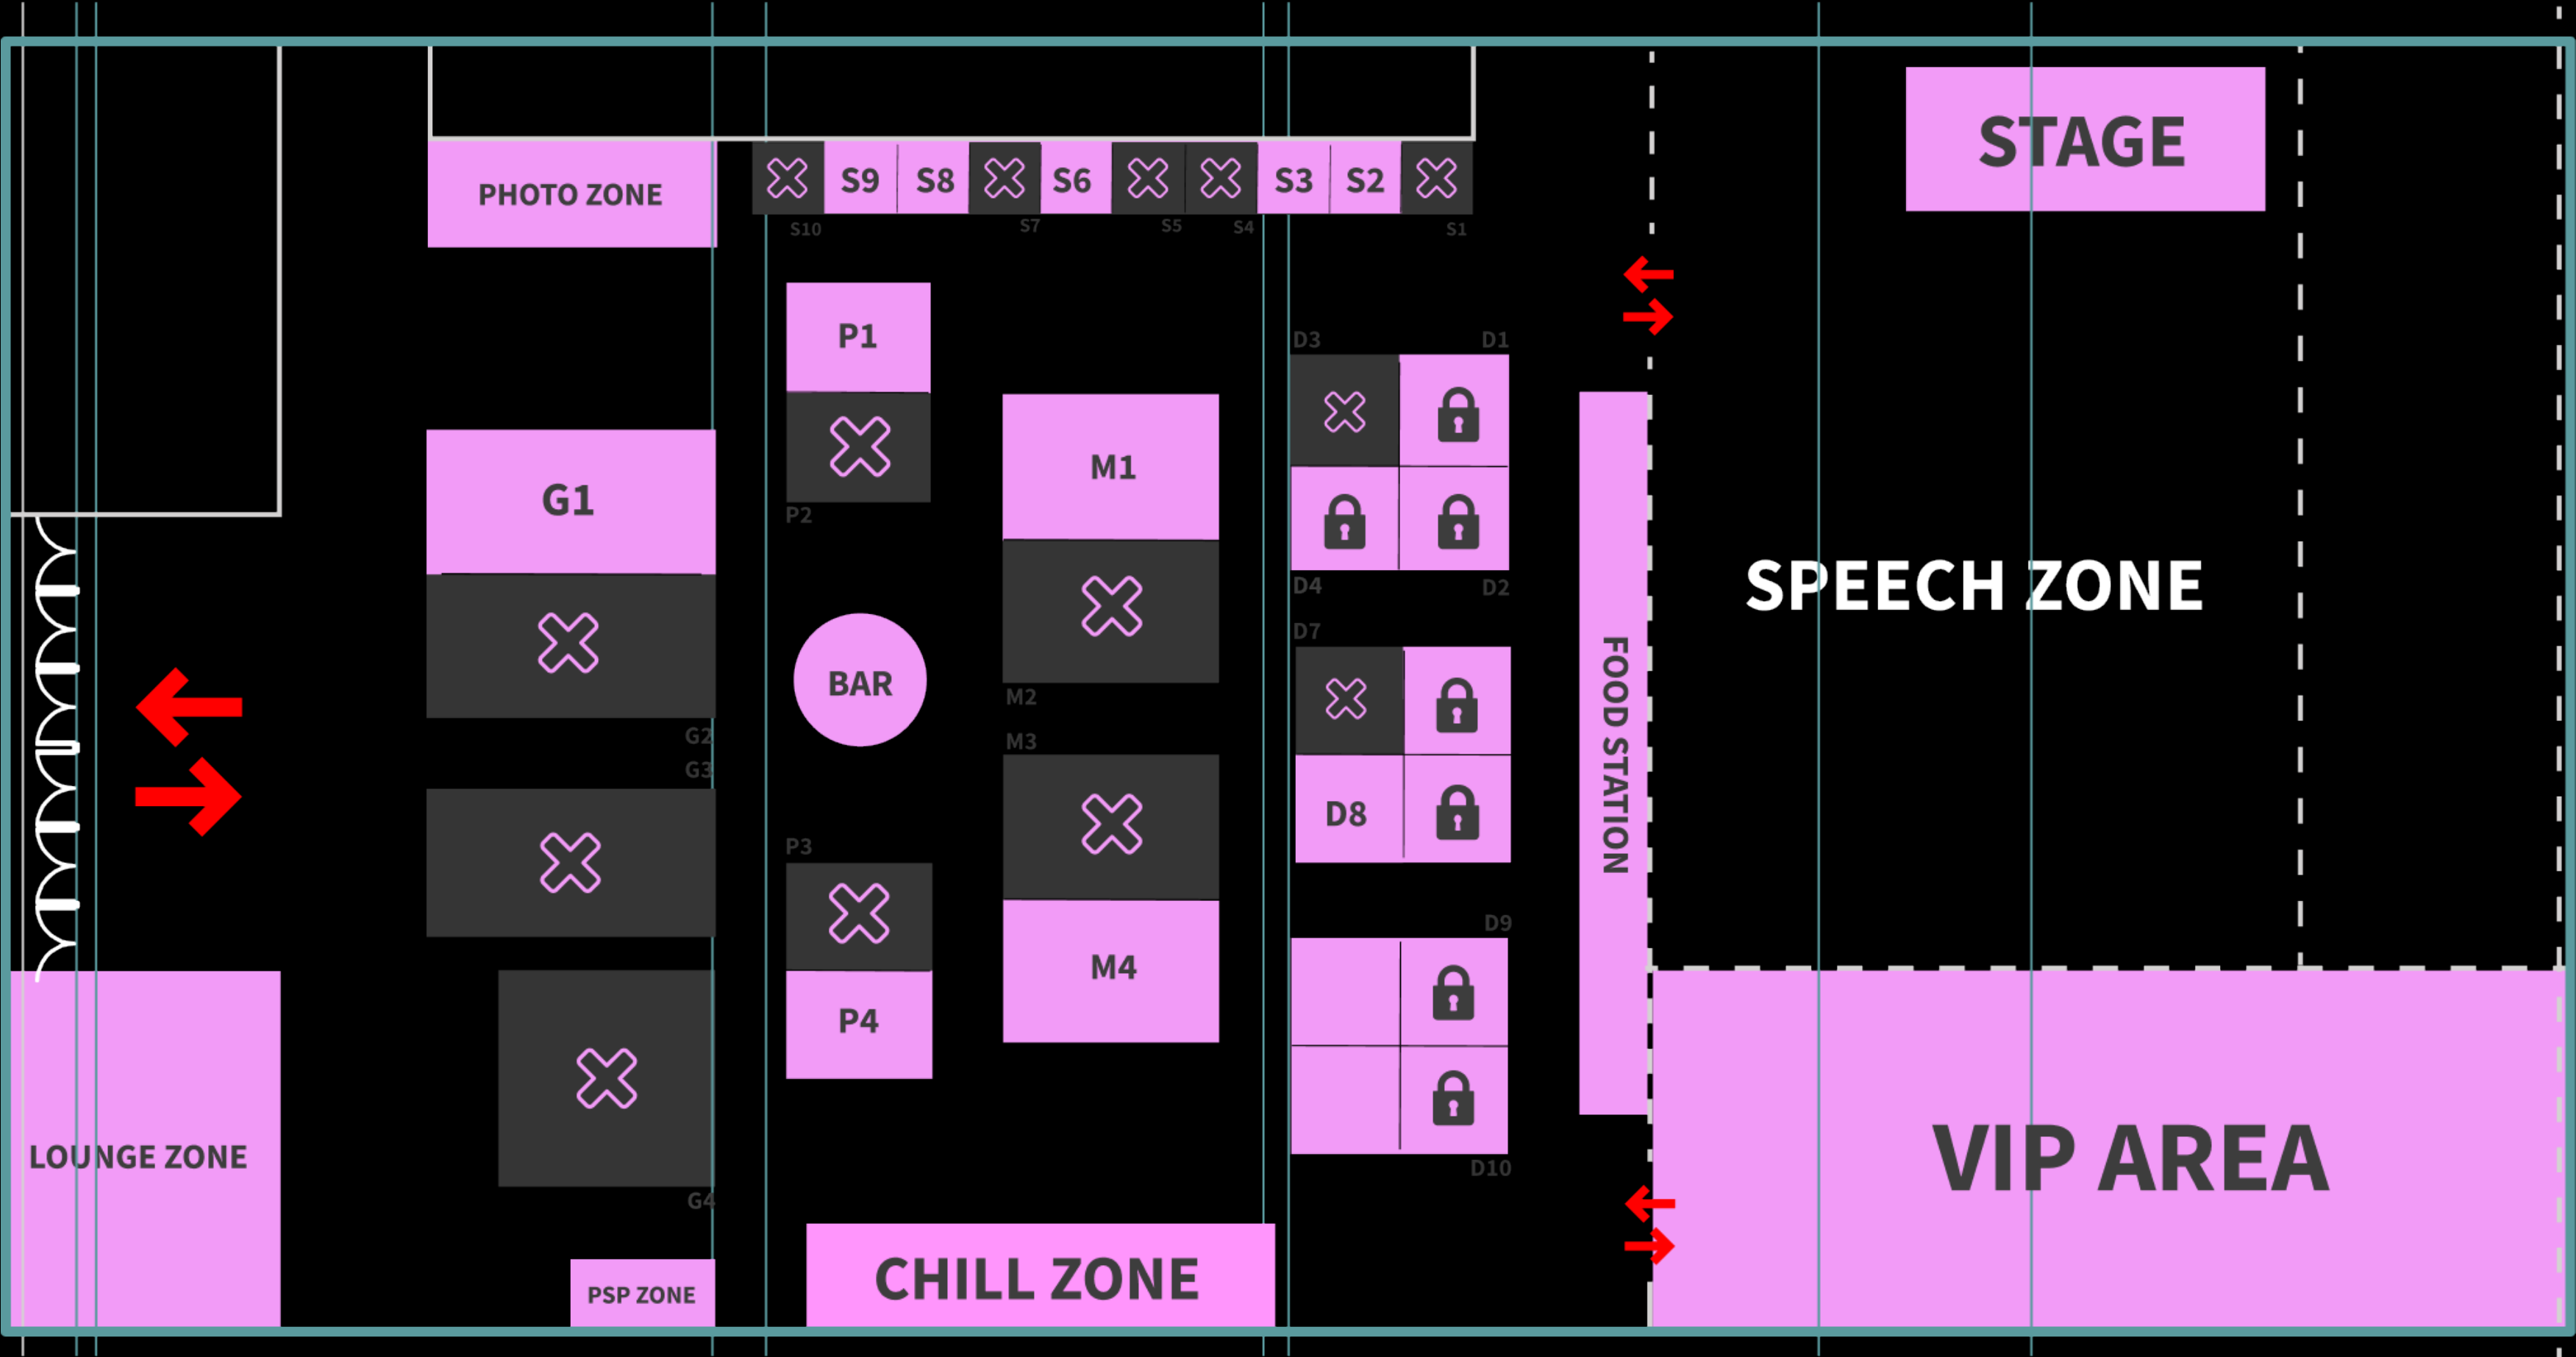 STAGE
PHOTO ZONE
S9
S8
S6
S3
S2
S10
S7
S5
S4
S1
P1
P2
D3
D1
M1
G1
D4
D2
SPEECH ZONE
D7
BAR
M2
M3
G2
G3
FOOD STATION
D8
P3
D9
M4
P4
LOUNGE ZONE
VIP AREA
D10
G4
CHILL ZONE
PSP ZONE